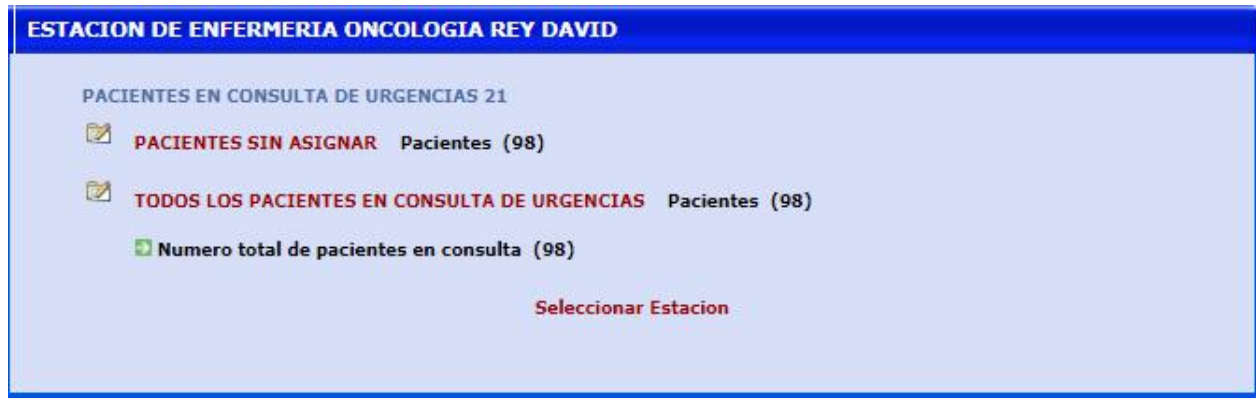 ESTACION DE ENFERMERIA ONCOLOGIA REY DAVID
PACIENTES EN CONSULTA DE URGENCIAS 21
PACIENTES SIN ASIGNAR Pacientes (98)
TODOS LOS PACIENTES EN CONSULTA DE URGENCIAS Pacientes (98)
Numero total de pacientes en consulta (98)
Seleccionar Estacion